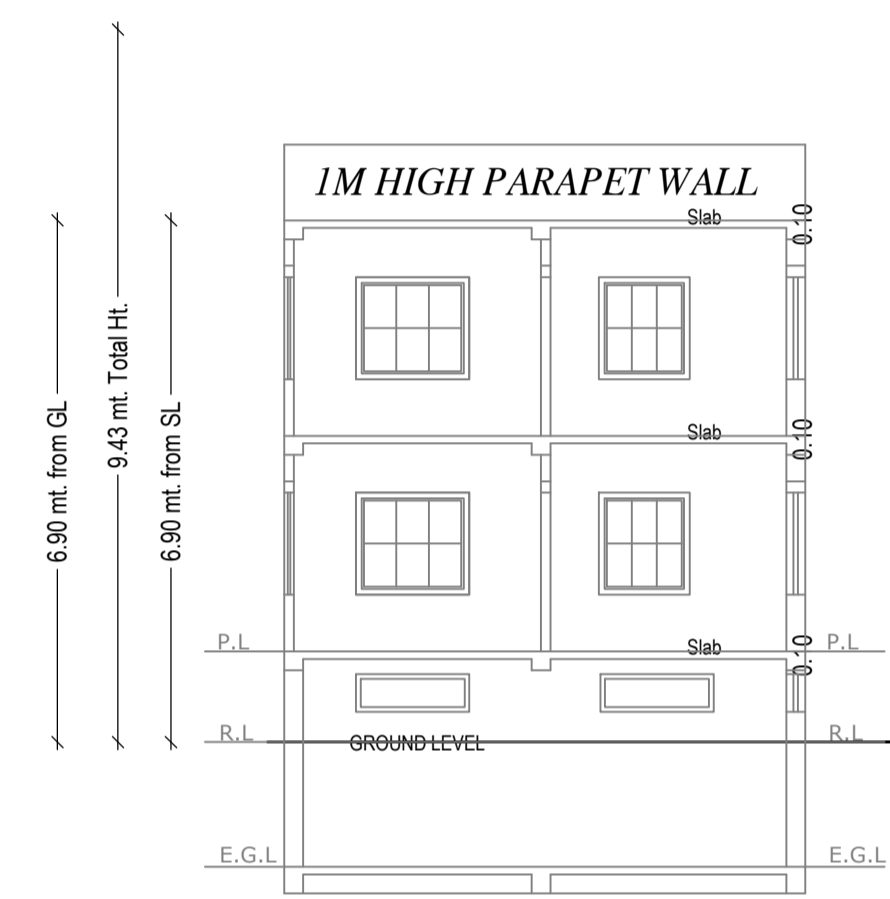 1M HIGH PARAPET WALL
Slab
0.10
9.43 mt. Total Ht.
6.90 mt. from GL
6.90 mt. from SL
Slab
0.10
P.L
Slab
0.10
P.L
R.L
GROUND LEVEL
R.L
E.G.L
E.G.L